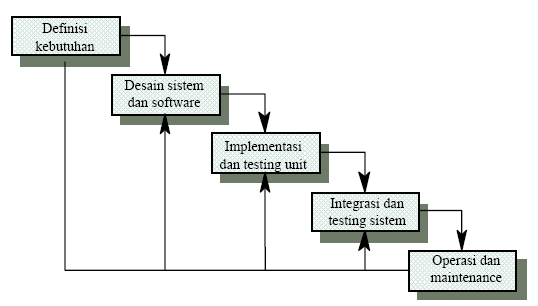 Definisi
kebutuhan
Desain sistem
dan software
Implementasi
dan testing unit
Integrasi dan
testing sistem
Operasi dan
maintenance